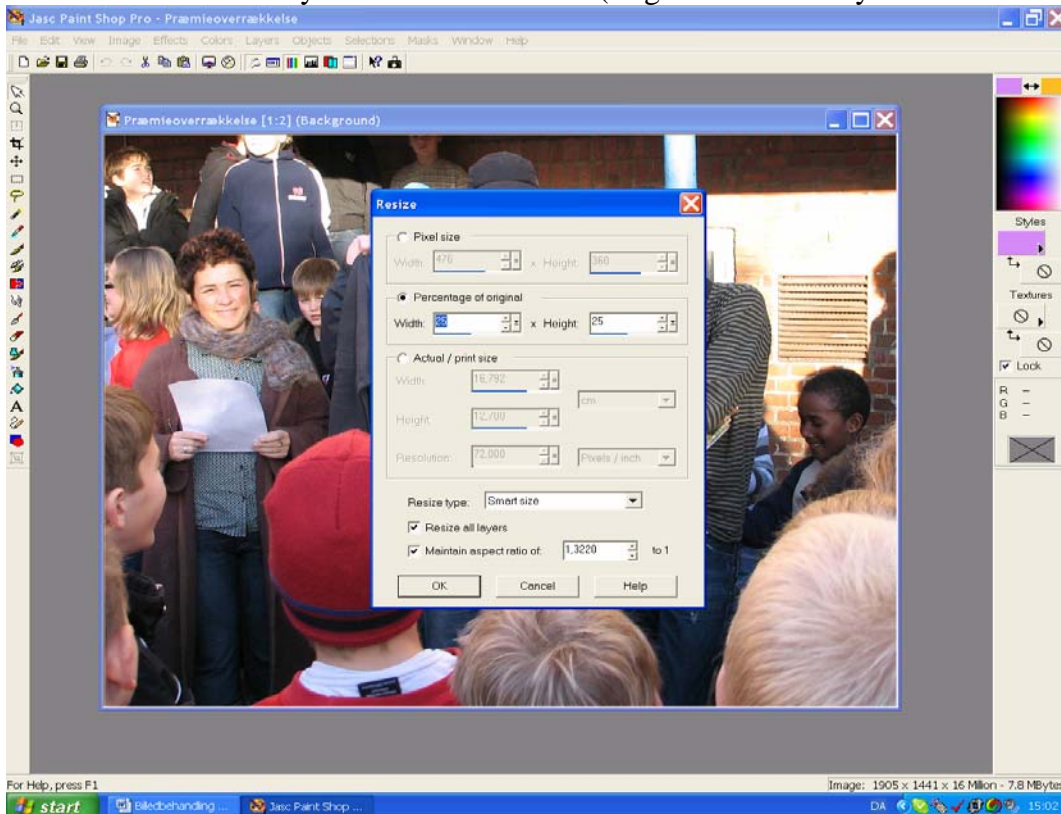 Jasc Paint Shop Pro - Præmieoverrækkelse
File Edit View Image Effects Colors Layers Objects Selections Masks Window Help
Præmieoverrækkelse [1:2] (Background)
Resize
Pixel size
Width: 476 x Height: 360
Percentage of original
Width: 25 x Height: 25
Actual / print size
Width: 16,792
cm
Height: 12,700
Resolution: 72,000 Pixels / inch
Resize type: Smart size
Resize all layers
Maintain aspect ratio of: 1,3220 to 1
OK Cancel Help
Styles
Textures
Lock
R -
G -
B -
For Help, press F1
Image: 1905 x 1441 x 16 Million - 7.8 MBytes
start Billedbehandling ... Jasc Paint Shop ... DA 15:02